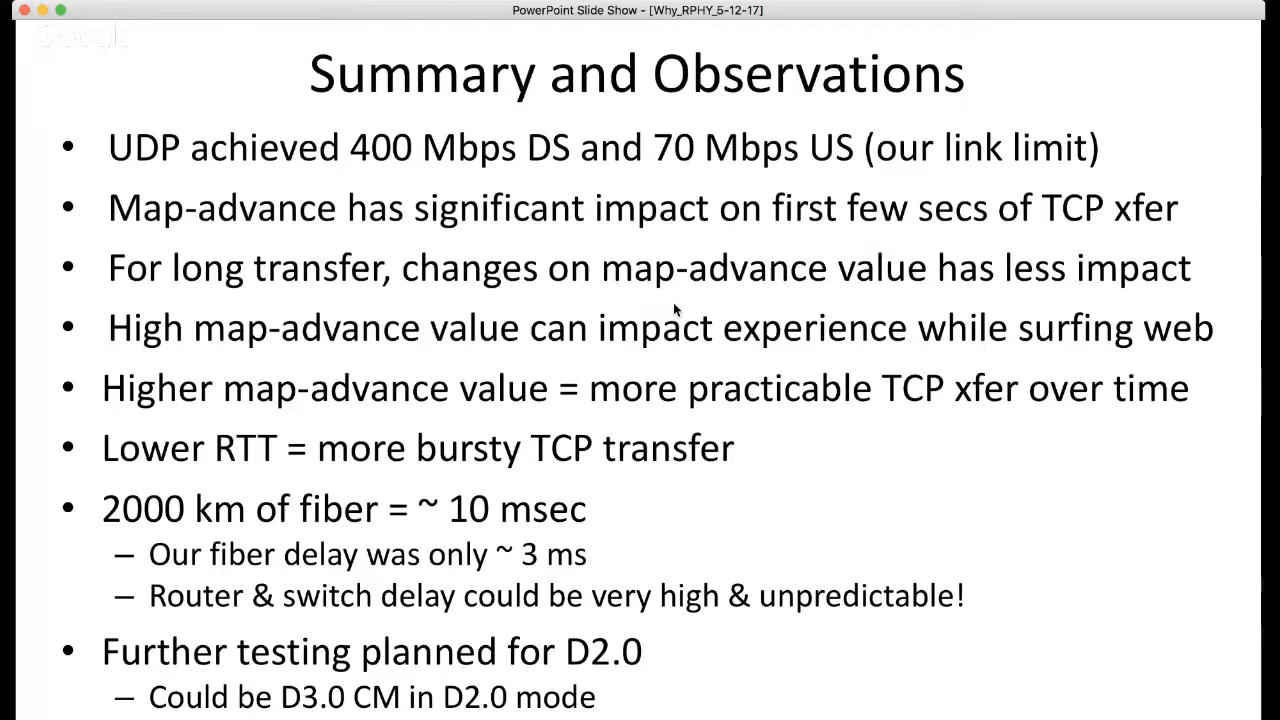 PowerPoint Slide Show - [Why_RPHY_5-12-17]
Summary and Observations
• UDP achieved 400 Mbps DS and 70 Mbps US (our link limit)
• Map-advance has significant impact on first few secs of TCP xfer
• For long transfer, changes on map-advance value has less impact
• High map-advance value can impact experience while surfing web
• Higher map-advance value = more practicable TCP xfer over time
• Lower RTT = more bursty TCP transfer
• 2000 km of fiber = ~ 10 msec
– Our fiber delay was only ~ 3 ms
– Router & switch delay could be very high & unpredictable!
• Further testing planned for D2.0
– Could be D3.0 CM in D2.0 mode